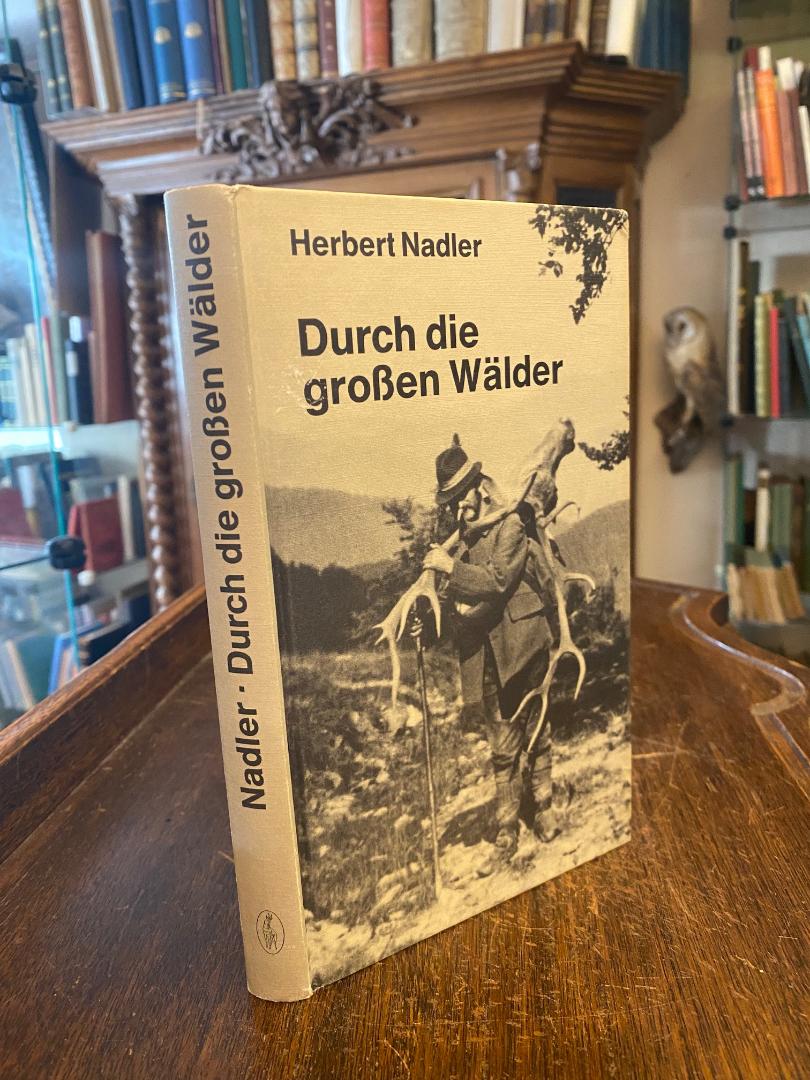 Nadler · Durch die großen Wälder
Herbert Nadler
Durch die
großen Wälder